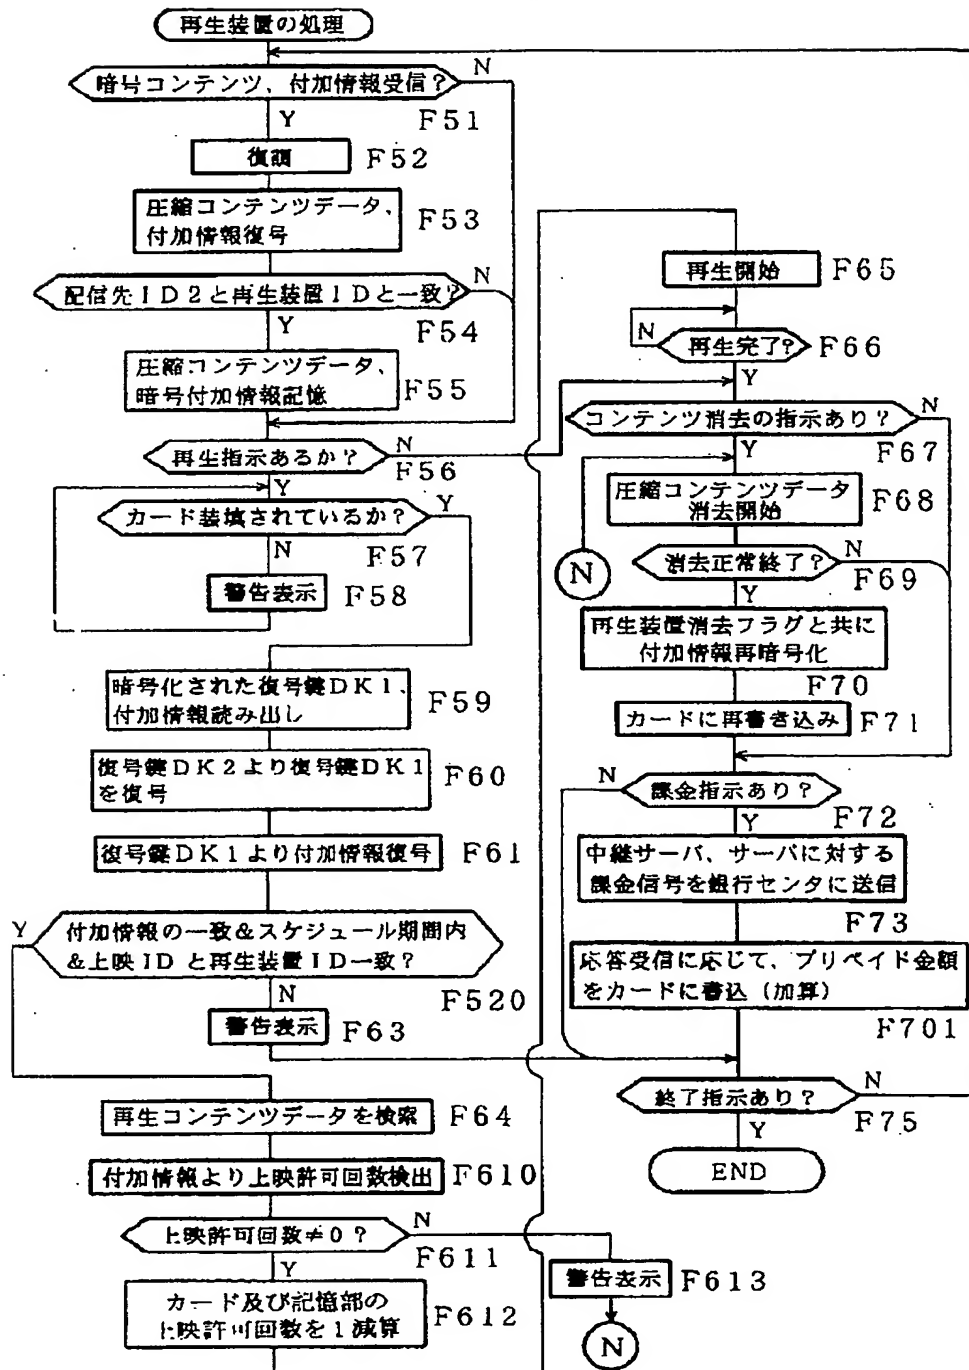 再生装置の処理
暗号コンテンツ、付加情報受信?
N
Y
F51
復調
F52
圧縮コンテンツデータ、
付加情報復号
F53
配信先ID2と再生装置IDと一致?
N
Y
F54
圧縮コンテンツデータ、
暗号付加情報記憶
F55
再生指示あるか?
N
F56
Y
カード装填されているか?
Y
N
F57
警告表示
F58
暗号化された復号鍵DK1、
付加情報読み出し
F59
復号鍵DK2より復号鍵DK1
を復号
F60
復号鍵DK1より付加情報復号
F61
Y
付加情報の一致&スケジュール期間内
&上映IDと再生装置ID一致?
N
F520
警告表示
F63
再生コンテンツデータを検索
F64
付加情報より上映許可回数検出
F610
上映許可回数≠0?
N
F611
Y
カード及び記憶部の
上映許可回数を1減算
F612
警告表示
F613
N
再生開始
F65
N
再生完了?
F66
Y
コンテンツ消去の指示あり?
N
Y
F67
圧縮コンテンツデータ
消去開始
F68
N
消去正常終了?
N
F69
Y
再生装置消去フラグと共に
付加情報再暗号化
F70
カードに再書き込み
F71
N
課金指示あり?
F72
Y
中継サーバ、サーバに対する
課金信号を銀行センタに送信
F73
応答受信に応じて、プリペイド金額
をカードに書込(加算)
F701
終了指示あり?
N
F75
Y
END